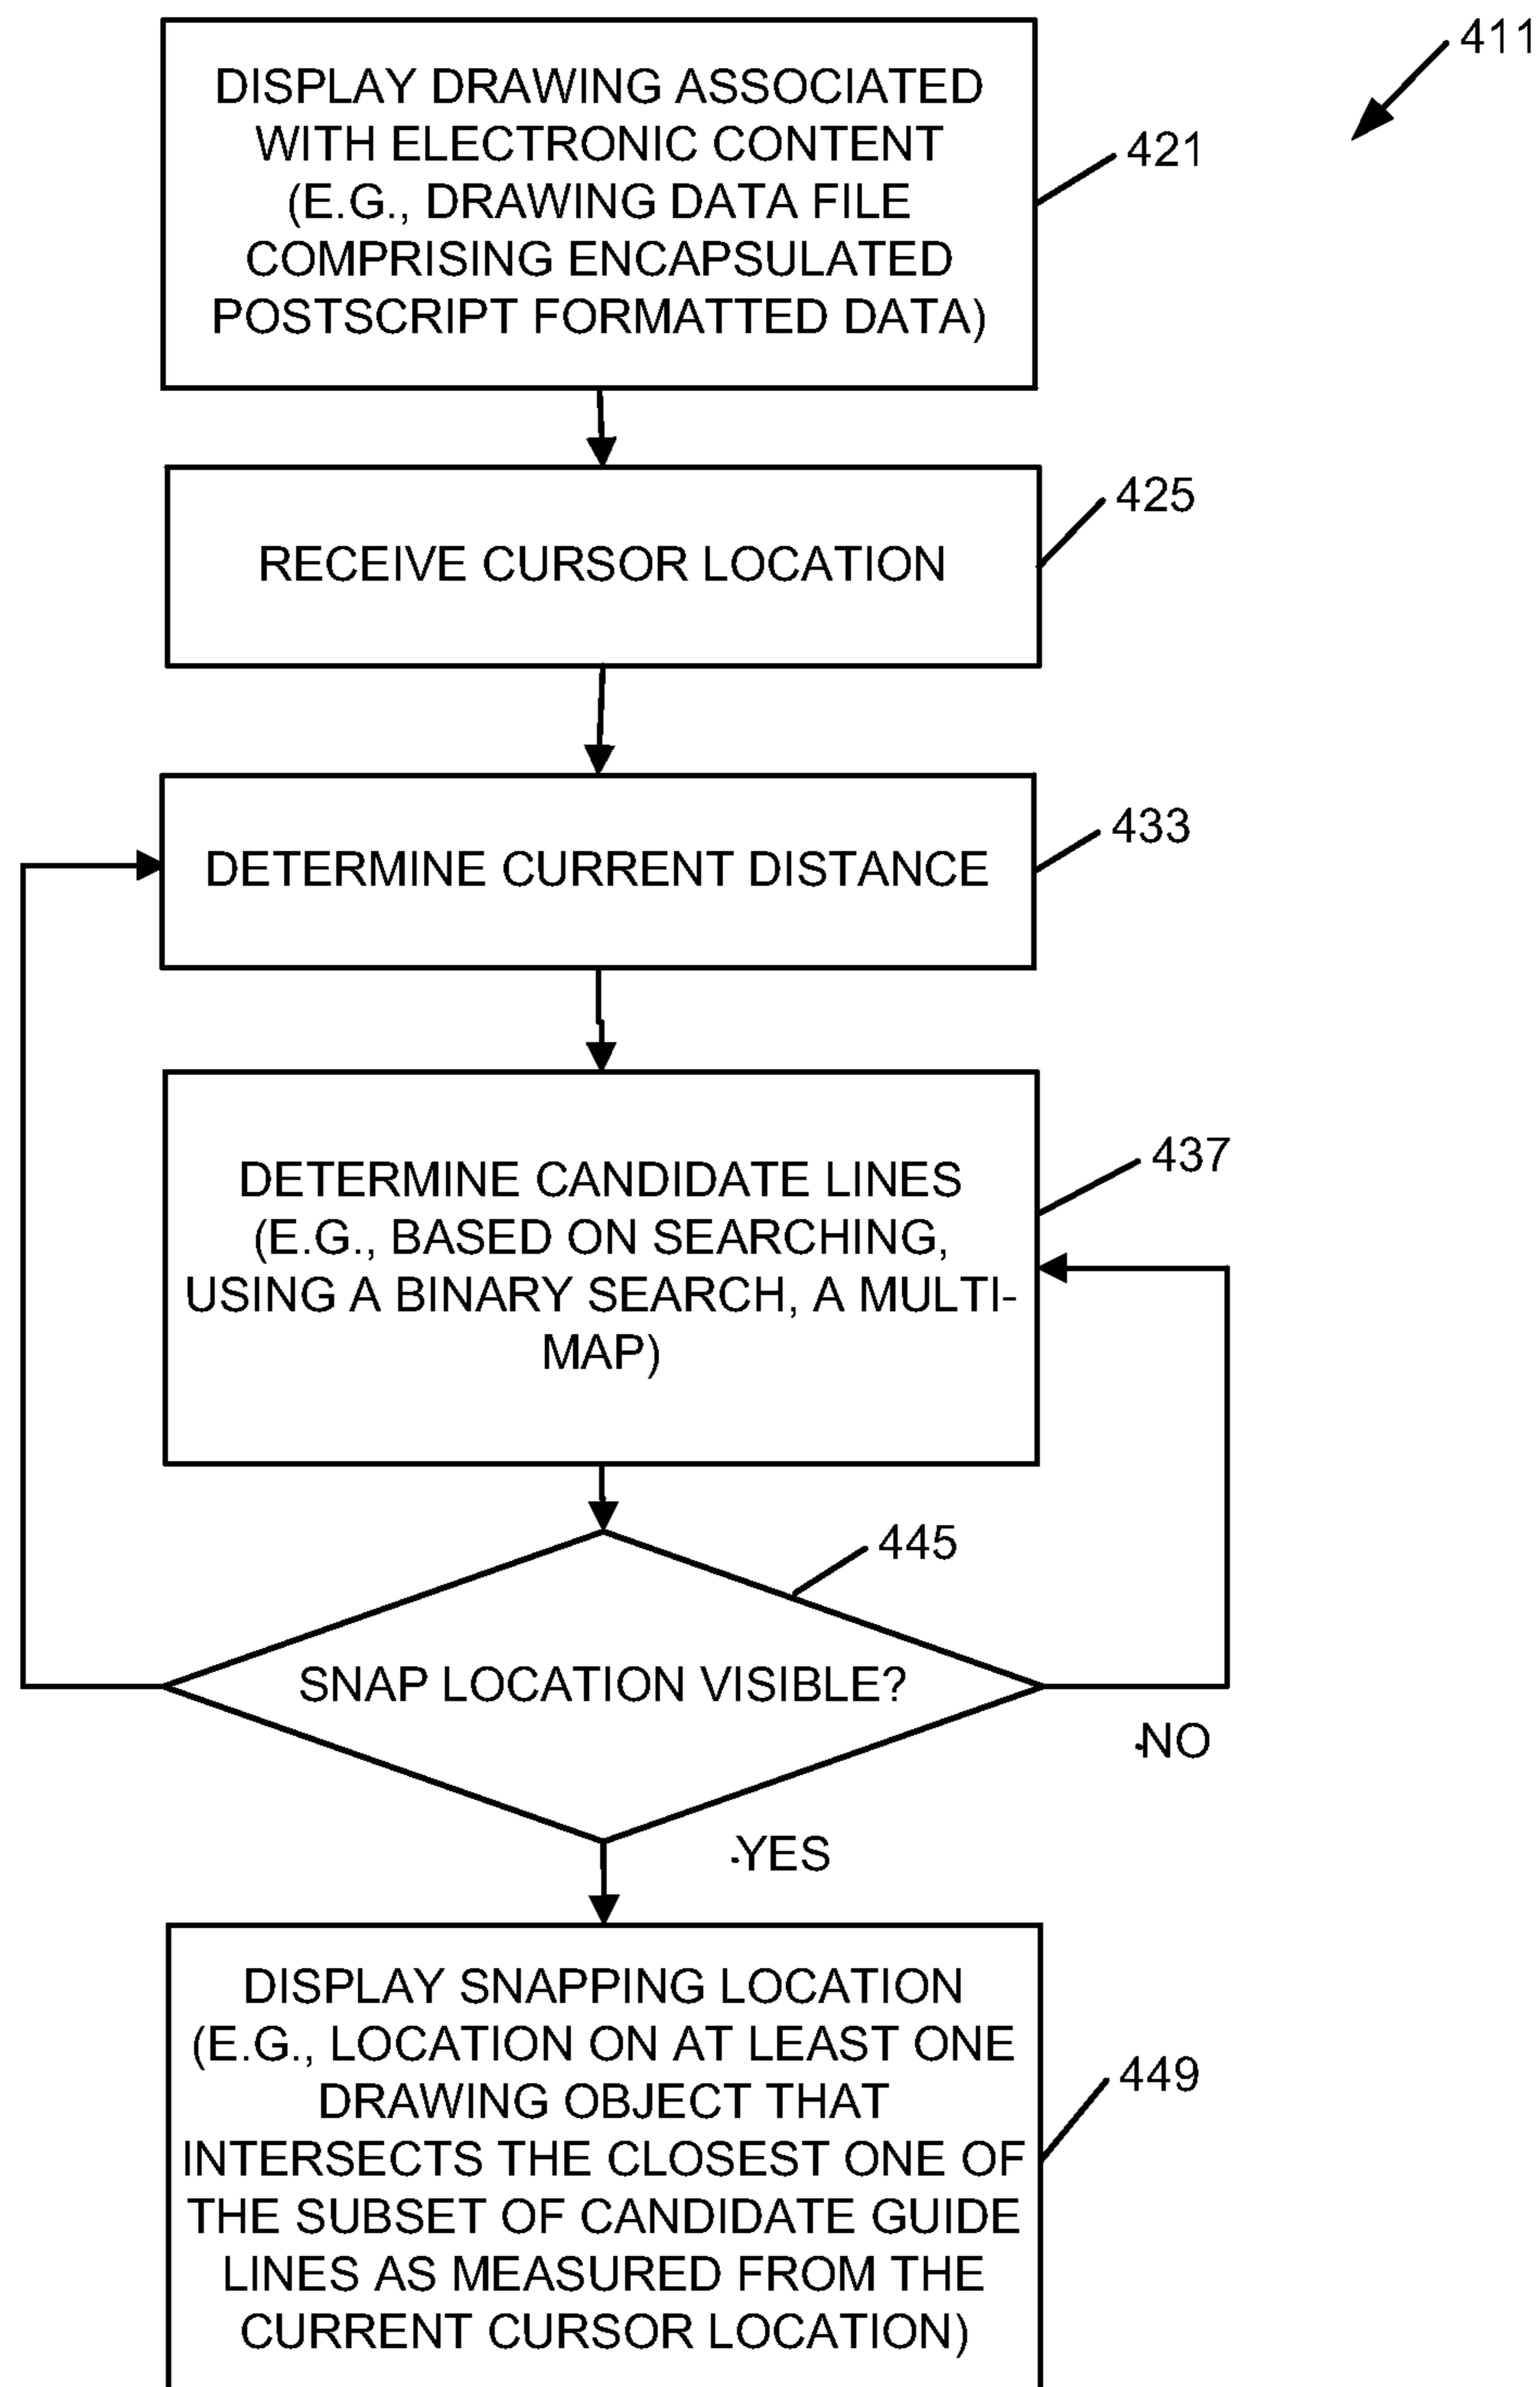 411
DISPLAY DRAWING ASSOCIATED
WITH ELECTRONIC CONTENT
(E.G., DRAWING DATA FILE
COMPRISING ENCAPSULATED
POSTSCRIPT FORMATTED DATA)
421
425
RECEIVE CURSOR LOCATION
433
DETERMINE CURRENT DISTANCE
437
DETERMINE CANDIDATE LINES
(E.G., BASED ON SEARCHING,
USING A BINARY SEARCH, A MULTI-
MAP)
445
SNAP LOCATION VISIBLE?
NO
YES
DISPLAY SNAPPING LOCATION
(E.G., LOCATION ON AT LEAST ONE
DRAWING OBJECT THAT
INTERSECTS THE CLOSEST ONE OF
THE SUBSET OF CANDIDATE GUIDE
LINES AS MEASURED FROM THE
CURRENT CURSOR LOCATION)
449